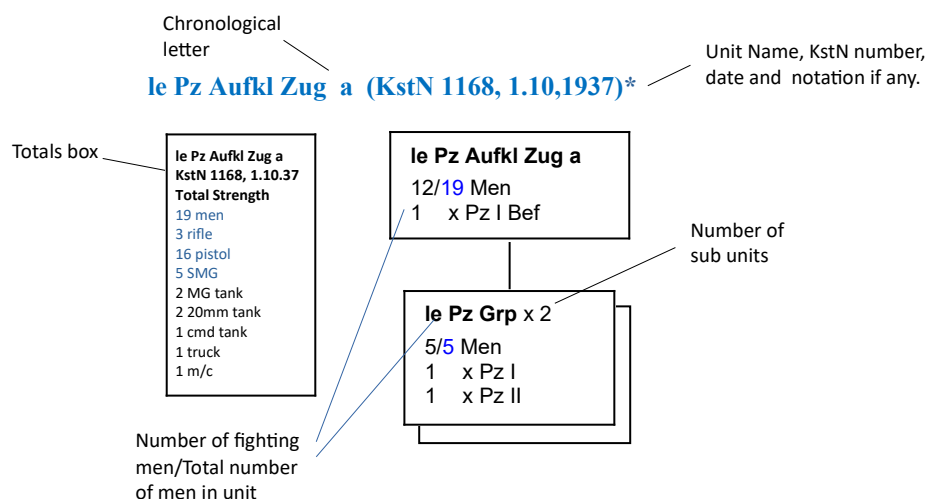 Chronological
letter
Unit Name, KstN number,
date and  notation if any.
le Pz Aufkl Zug  a  (KstN 1168, 1.10,1937)*
Totals box
le Pz Aufkl Zug a
KstN 1168, 1.10.37
Total Strength
19 men
3 rifle
16 pistol
5 SMG
2 MG tank
2 20mm tank
1 cmd tank
1 truck
1 m/c
le Pz Aufkl Zug a
12/19 Men
1    x Pz I Bef
Number of
sub units
le Pz Grp x 2
5/5 Men
1    x Pz I
1    x Pz II
Number of fighting
men/Total number
of men in unit